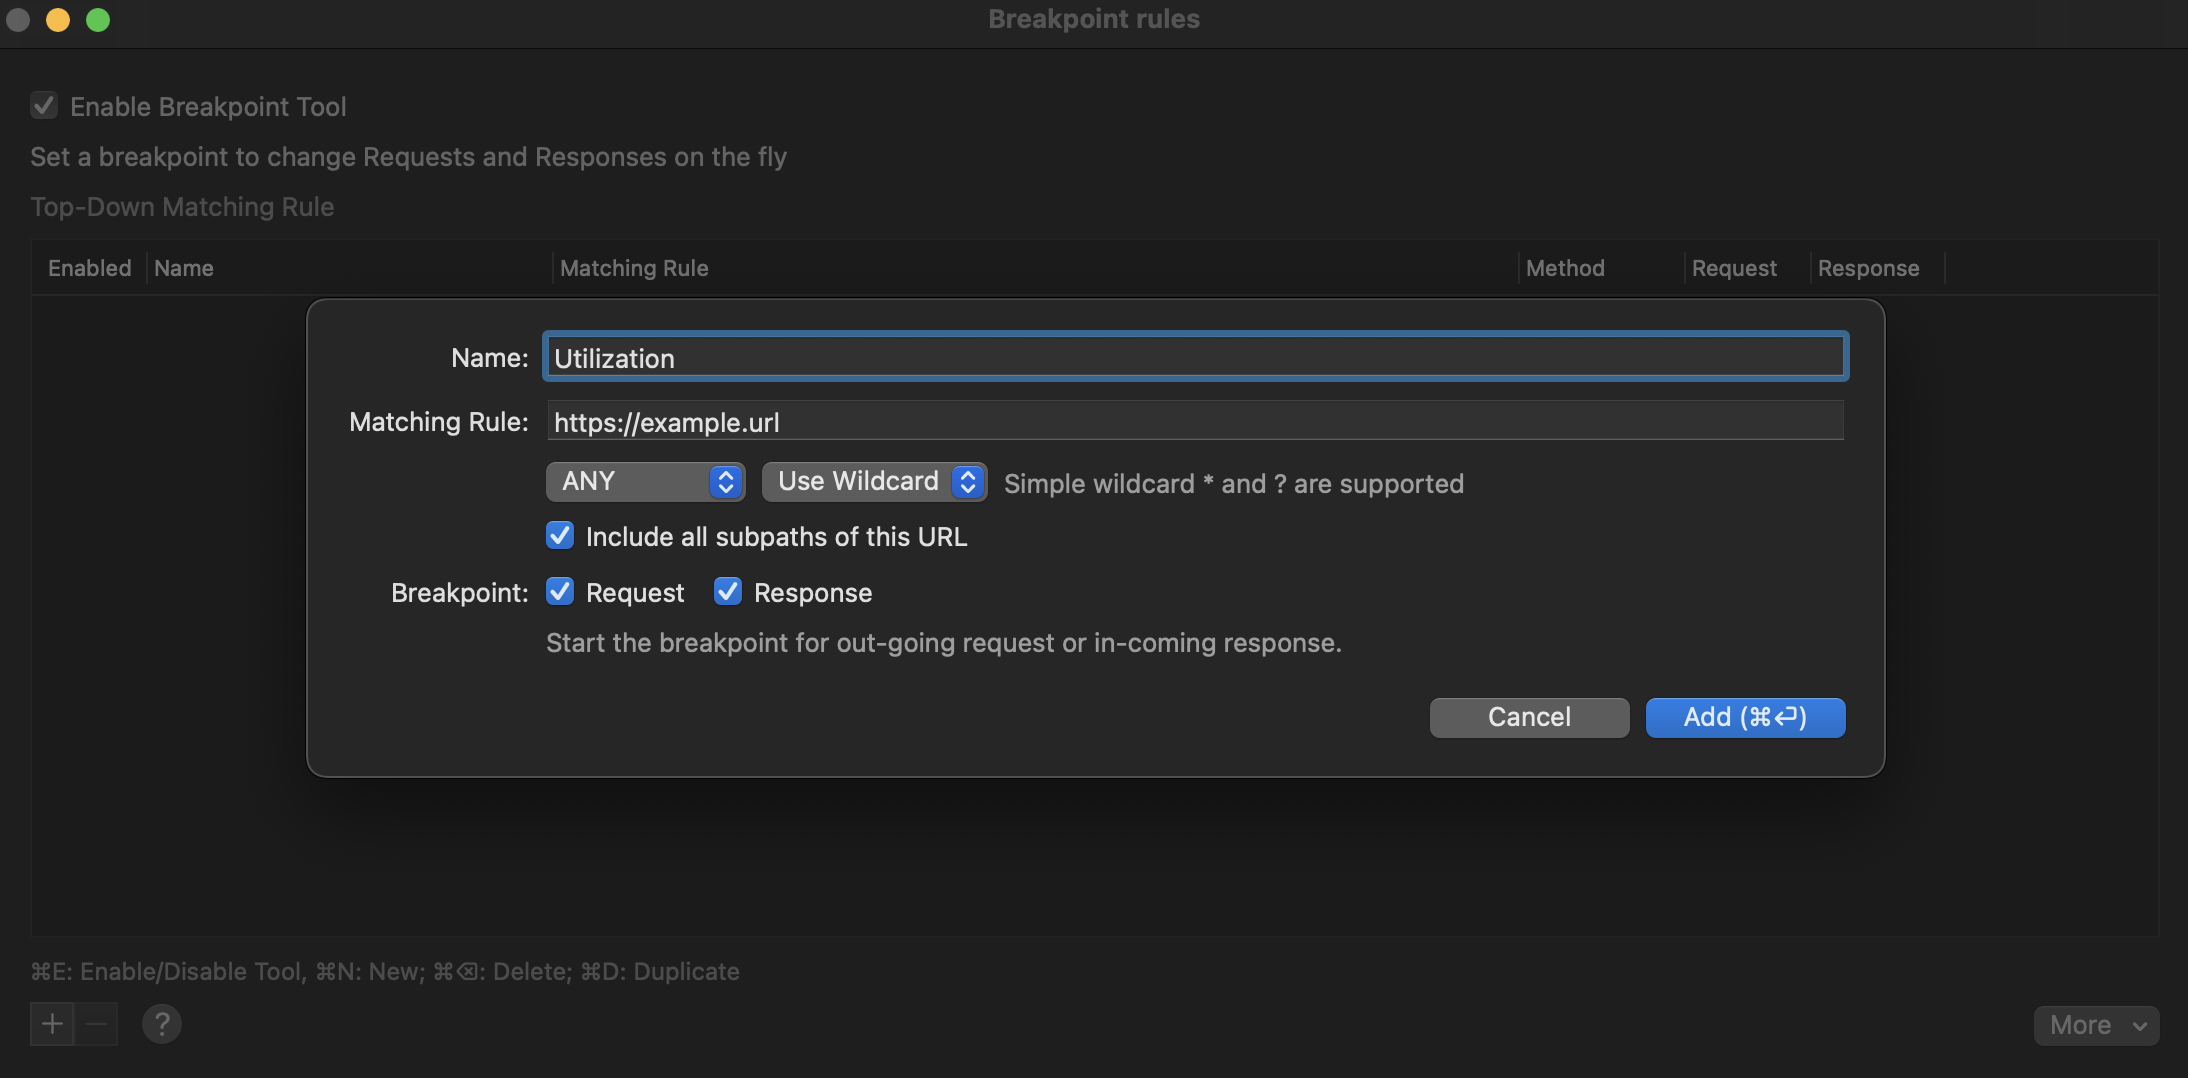 Breakpoint rules
Enable Breakpoint Tool
Set a breakpoint to change Requests and Responses on the fly
Top-Down Matching Rule
Enabled Name Matching Rule Method Request Response
Name: Utilization
Matching Rule: https://example.url
ANY Use Wildcard Simple wildcard * and ? are supported
Include all subpaths of this URL
Breakpoint: Request Response
Start the breakpoint for out-going request or in-coming response.
Cancel Add (⌘⏎)
⌘E: Enable/Disable Tool, ⌘N: New; ⌘⌫: Delete; ⌘D: Duplicate
+ − ? More